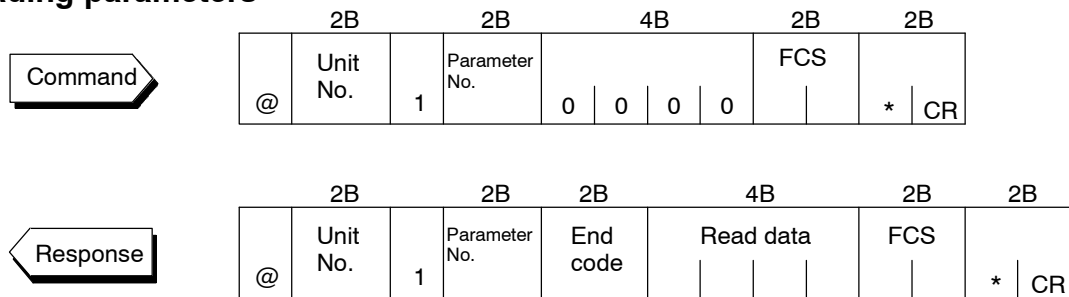 ading parameters
2B 2B 4B 2B 2B
Command
@ Unit No. 1 Parameter No. 0 0 0 0 FCS * CR
2B 2B 2B 4B 2B 2B
Response
@ Unit No. 1 Parameter No. End code Read data FCS * CR